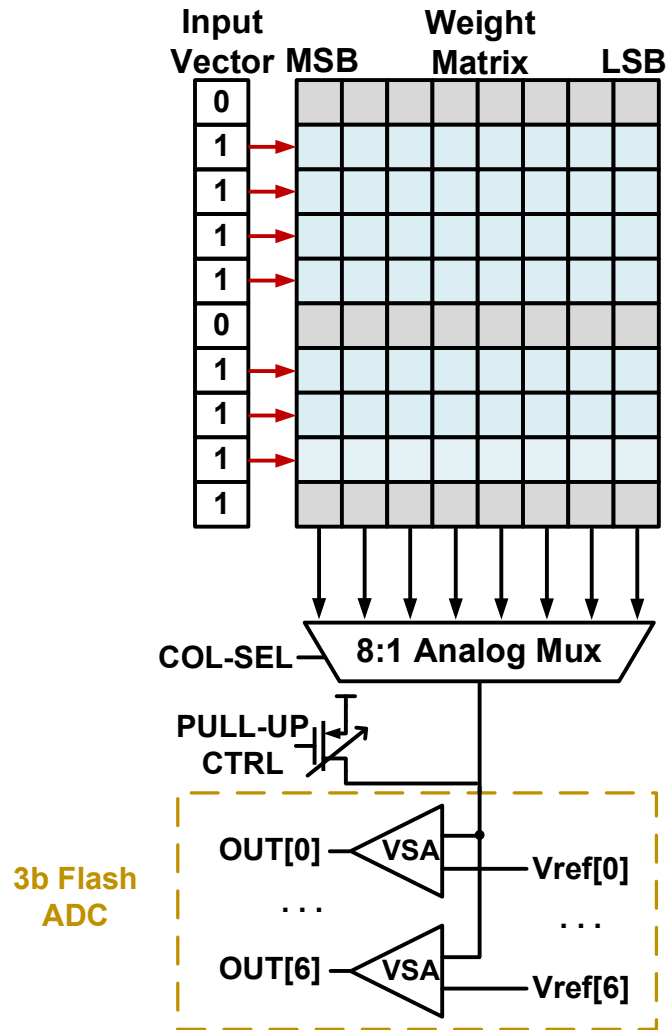 Input
Vector
MSB
Weight
Matrix
LSB
0
1
1
1
1
0
1
1
1
1
COL-SEL
8:1 Analog Mux
PULL-UP
CTRL
3b Flash
ADC
OUT[0]
VSA
Vref[0]
. . .
. . .
OUT[6]
VSA
Vref[6]